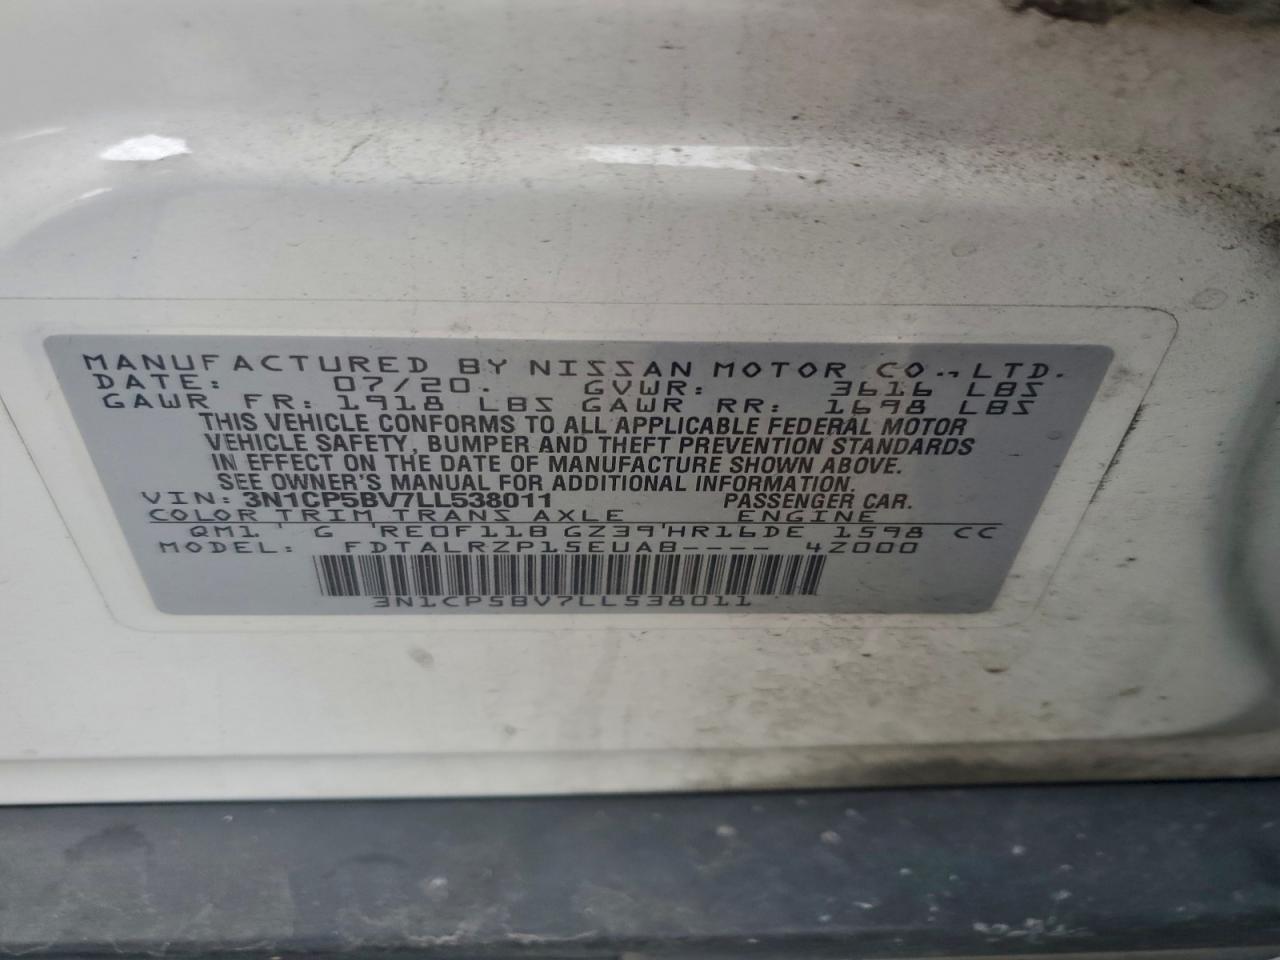 MANUFACTURED BY NISSAN MOTOR CO., LTD.
DATE: 07/20. GVWR: 3616 LBS
GAWR FR: 1918 LBS GAWR RR: 1698 LBS
THIS VEHICLE CONFORMS TO ALL APPLICABLE FEDERAL MOTOR
VEHICLE SAFETY, BUMPER AND THEFT PREVENTION STANDARDS
IN EFFECT ON THE DATE OF MANUFACTURE SHOWN ABOVE.
SEE OWNER'S MANUAL FOR ADDITIONAL INFORMATION.
VIN: 3N1CP5BV7LL538011 PASSENGER CAR.
COLOR TRIM TRANS AXLE ENGINE
QM1 ' G 'RE0F11B GZ39'HR16DE 1598 CC
MODEL: FDTALRZP15EUAB---- 4Z000
3N1CP5BV7LL538011